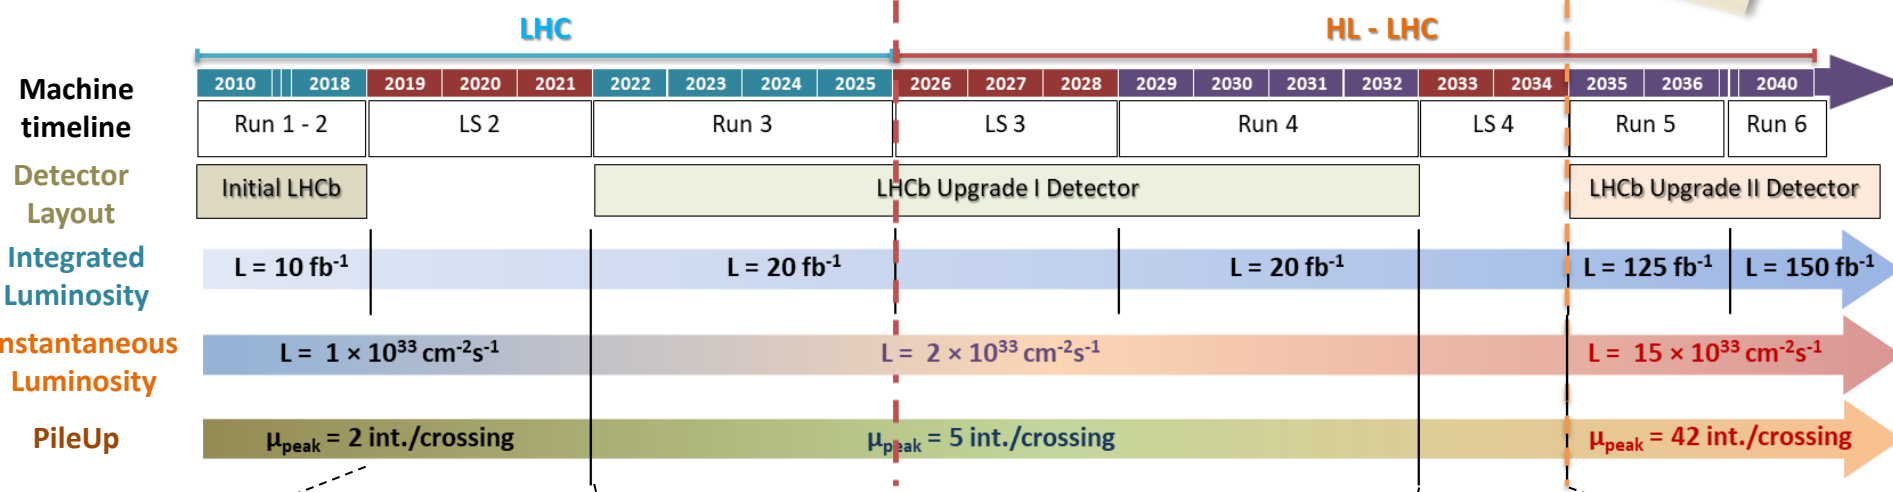 LHC
HL - LHC
Machine
timeline
2010 2018 2019 2020 2021 2022 2023 2024 2025 2026 2027 2028 2029 2030 2031 2032 2033 2034 2035 2036 2040
Run 1 - 2 LS 2 Run 3 LS 3 Run 4 LS 4 Run 5 Run 6
Detector
Layout
Initial LHCb LHCb Upgrade I Detector LHCb Upgrade II Detector
Integrated
Luminosity
L = 10 fb⁻¹ L = 20 fb⁻¹ L = 20 fb⁻¹ L = 125 fb⁻¹ L = 150 fb⁻¹
nstantaneous
Luminosity
L = 1 × 10³³ cm⁻²s⁻¹ L = 2 × 10³³ cm⁻²s⁻¹ L = 15 × 10³³ cm⁻²s⁻¹
PileUp
μpeak = 2 int./crossing μpeak = 5 int./crossing μpeak = 42 int./crossing